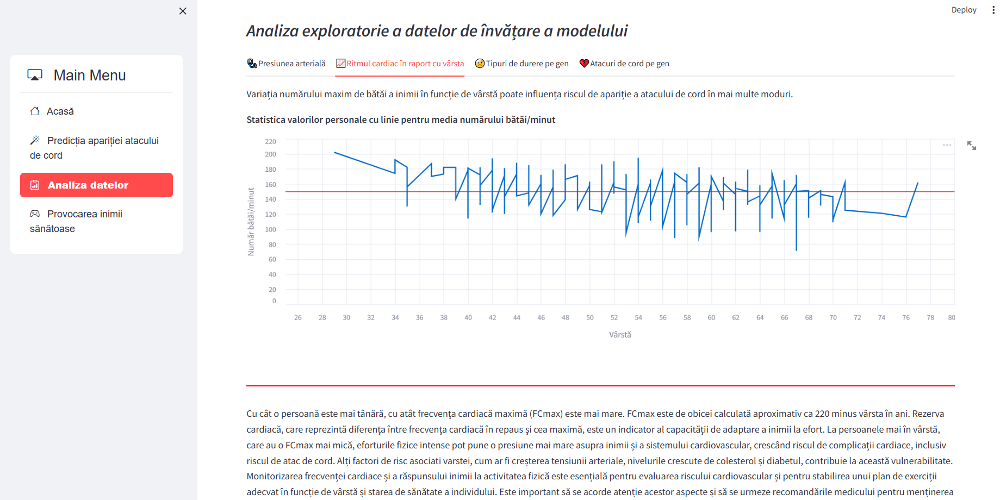 Deploy
Analiza exploratorie a datelor de învățare a modelului
Main Menu
Acasă
Predicția apariției atacului
de cord
Analiza datelor
Provocarea inimii
sănătoase
Presiunea arterială
Ritmul cardiac în raport cu vârsta
Tipuri de durere pe gen
Atacuri de cord pe gen
Variația numărului maxim de bătăi a inimii în funcție de vârstă poate influența riscul de apariție a atacului de cord în mai multe moduri.
Statistica valorilor personale cu linie pentru media numărului bătăi/minut
220
200
180
160
140
120
100
80
60
40
20
0
Număr bătăi/minut
26 28 30 32 34 36 38 40 42 44 46 48 50 52 54 56 58 60 62 64 66 68 70 72 74 76 78 80
Vârstă
Cu cât o persoană este mai tânără, cu atât frecvența cardiacă maximă (FCmax) este mai mare. FCmax este de obicei calculată aproximativ ca 220 minus vârsta în ani. Rezerva
cardiacă, care reprezintă diferența între frecvența cardiacă în repaus și cea maximă, este un indicator al capacității de adaptare a inimii la efort. La persoanele mai în vârstă,
care au o FCmax mai mică, eforturile fizice intense pot pune o presiune mai mare asupra inimii și a sistemului cardiovascular, crescând riscul de complicații cardiace, inclusiv
riscul de atac de cord. Alți factori de risc asociati varstei, cum ar fi creșterea tensiunii arteriale, nivelurile crescute de colesterol și diabetul, contribuie la această vulnerabilitate.
Monitorizarea frecvenței cardiace și a răspunsului inimii la activitatea fizică este esențială pentru evaluarea riscului cardiovascular și pentru stabilirea unui plan de exerciții
adecvat în funcție de vârstă și starea de sănătate a individului. Este important să se acorde atenție acestor aspecte și să se urmeze recomandările medicului pentru menținerea